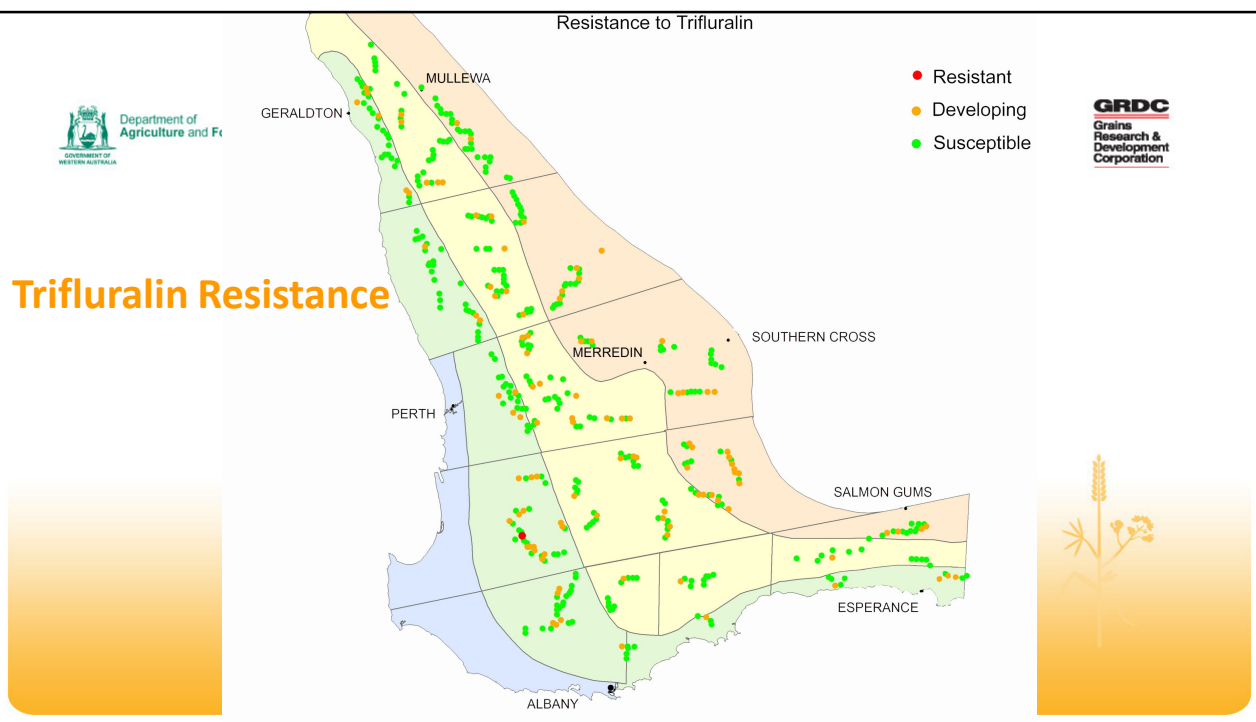 Resistance to Trifluralin
Resistant
Developing
Susceptible
GRDC
Grains
Research &
Development
Corporation
Department of
Agriculture and Fo
GOVERNMENT OF
WESTERN AUSTRALIA
Trifluralin Resistance
MULLEWA
GERALDTON
SOUTHERN CROSS
MERREDIN
PERTH
SALMON GUMS
ESPERANCE
ALBANY